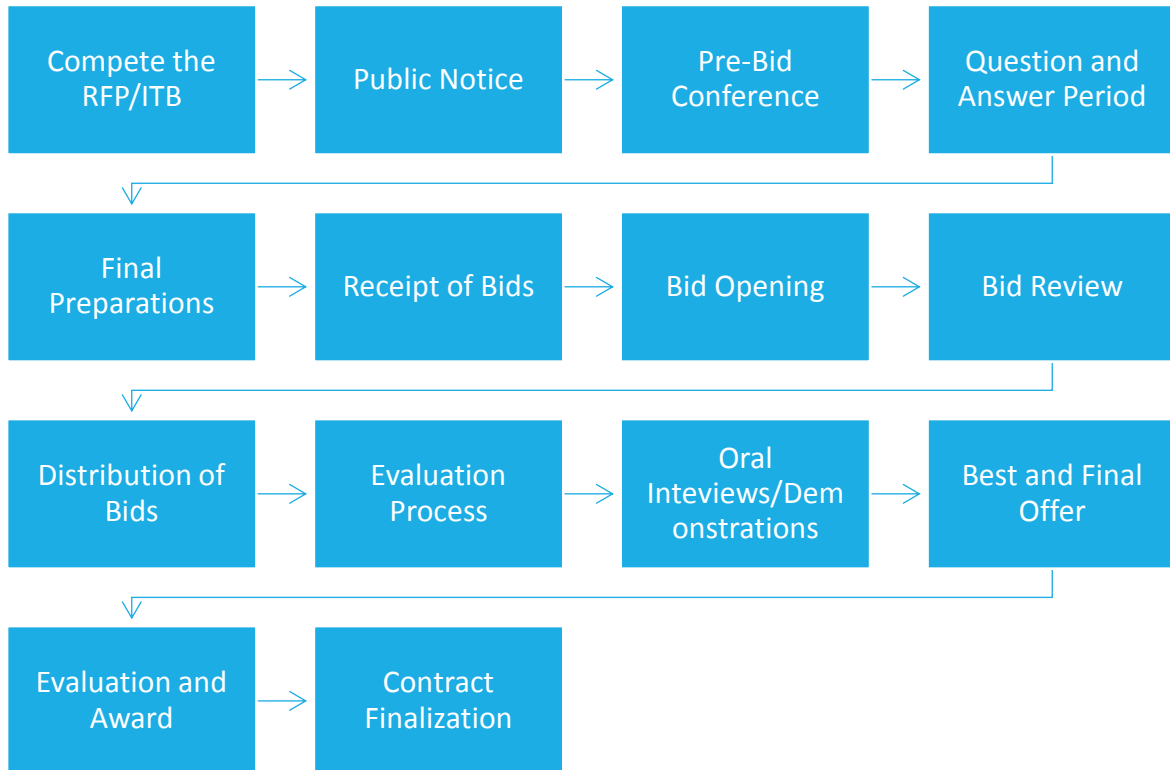 Compete the
RFP/ITB
Public Notice
Pre-Bid
Conference
Question and
Answer Period
Final
Preparations
Receipt of Bids
Bid Opening
Bid Review
Distribution of
Bids
Evaluation
Process
Oral
Inteviews/Dem
onstrations
Best and Final
Offer
Evaluation and
Award
Contract
Finalization